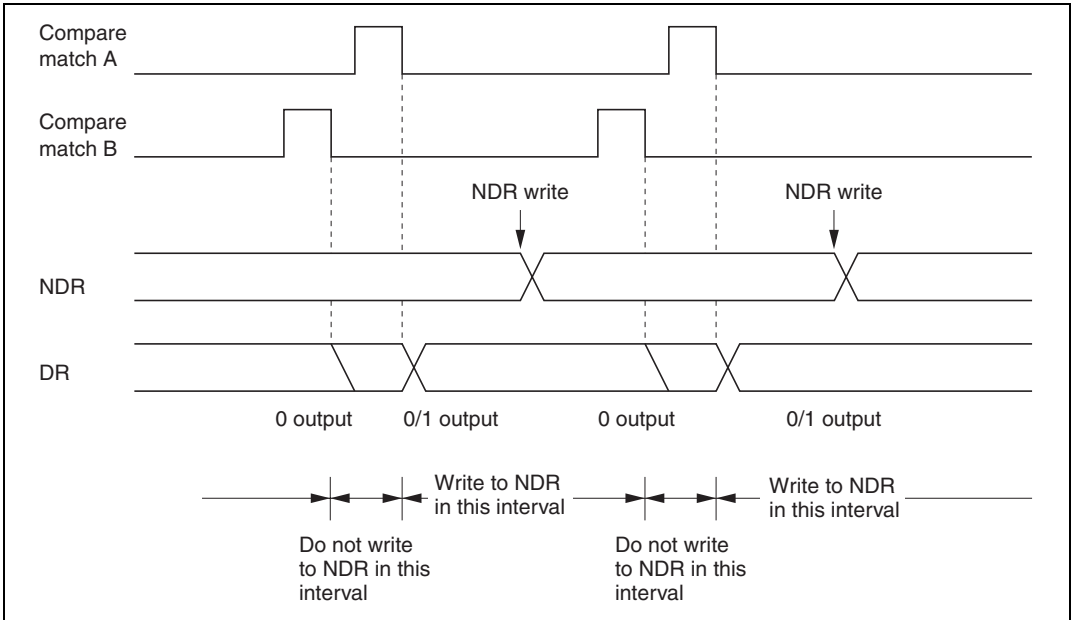 Compare
match A
Compare
match B
NDR write
NDR write
NDR
DR
0 output
0/1 output
0 output
0/1 output
Write to NDR
in this interval
Write to NDR
in this interval
Do not write
to NDR in this
interval
Do not write
to NDR in this
interval